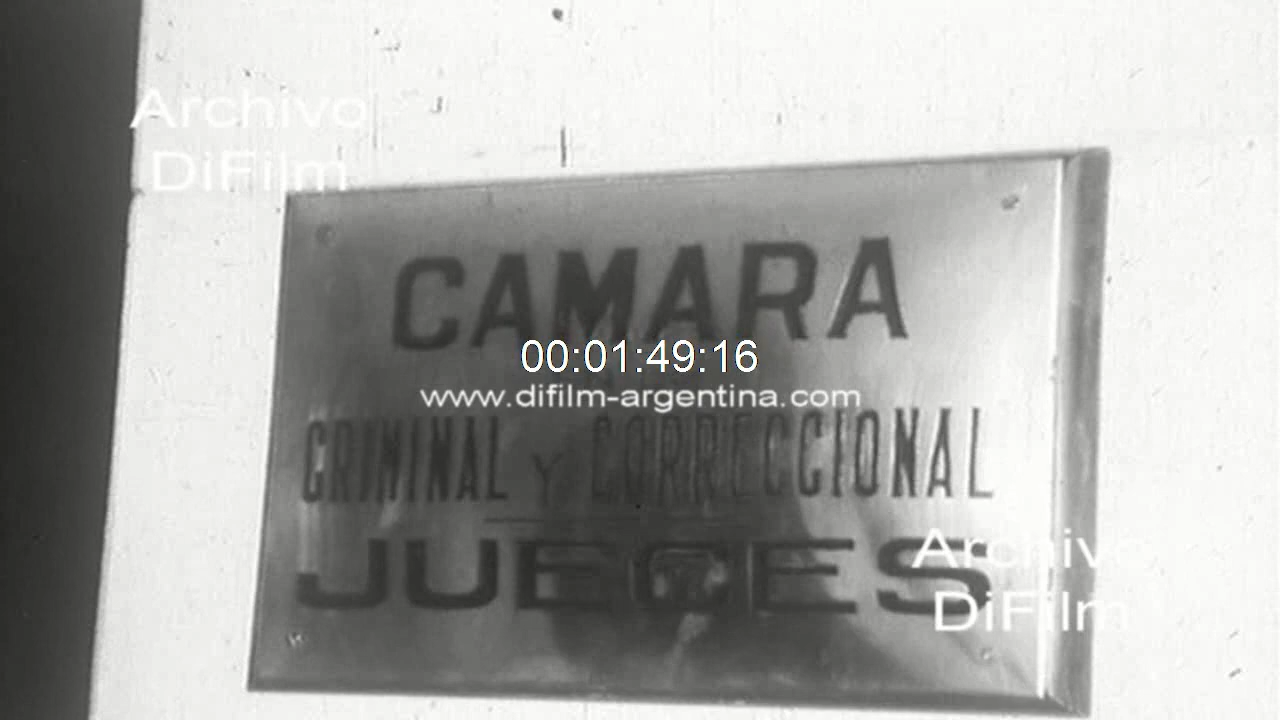 Archivo
DiFilm
CAMARA
00:01:49:16
www.difilm-argentina.com
CRIMINAL Y CORRECCIONAL
JUECES
Archivo
DiFilm